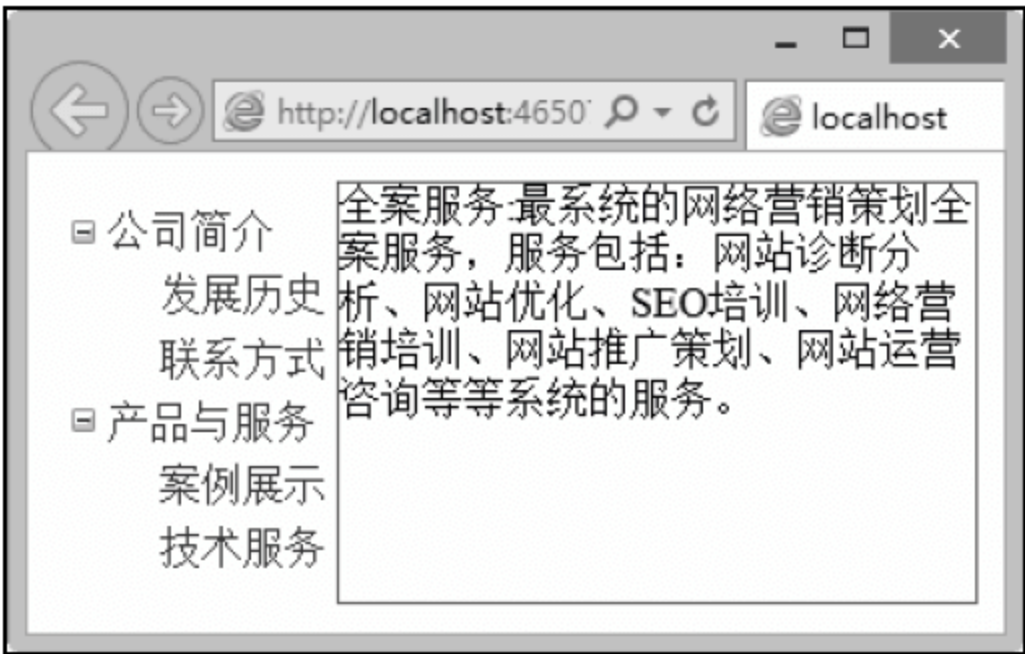 http://localhost:4650
localhost
公司简介
发展历史
联系方式
产品与服务
案例展示
技术服务
全案服务:最系统的网络营销策划全
案服务，服务包括：网站诊断分
析、网站优化、SEO培训、网络营
销培训、网站推广策划、网站运营
咨询等等系统的服务。